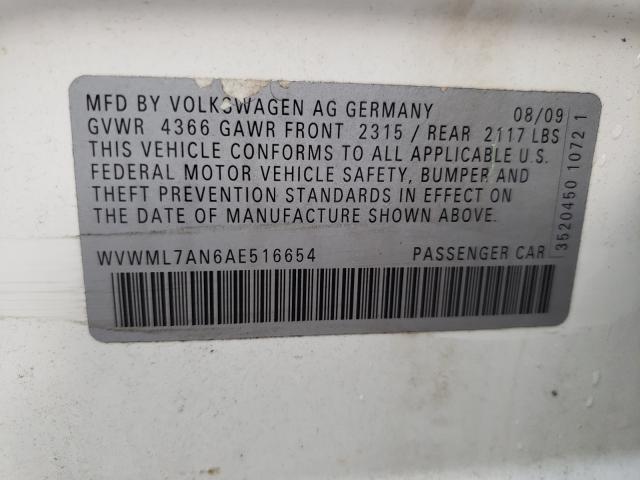 MFD BY VOLKSWAGEN AG GERMANY 08/09
GVWR 4366 GAWR FRONT 2315 / REAR 2117 LBS
THIS VEHICLE CONFORMS TO ALL APPLICABLE U.S.
FEDERAL MOTOR VEHICLE SAFETY, BUMPER AND
THEFT PREVENTION STANDARDS IN EFFECT ON
THE DATE OF MANUFACTURE SHOWN ABOVE.
WVWML7AN6AE516654 PASSENGER CAR
3520450 1072 1